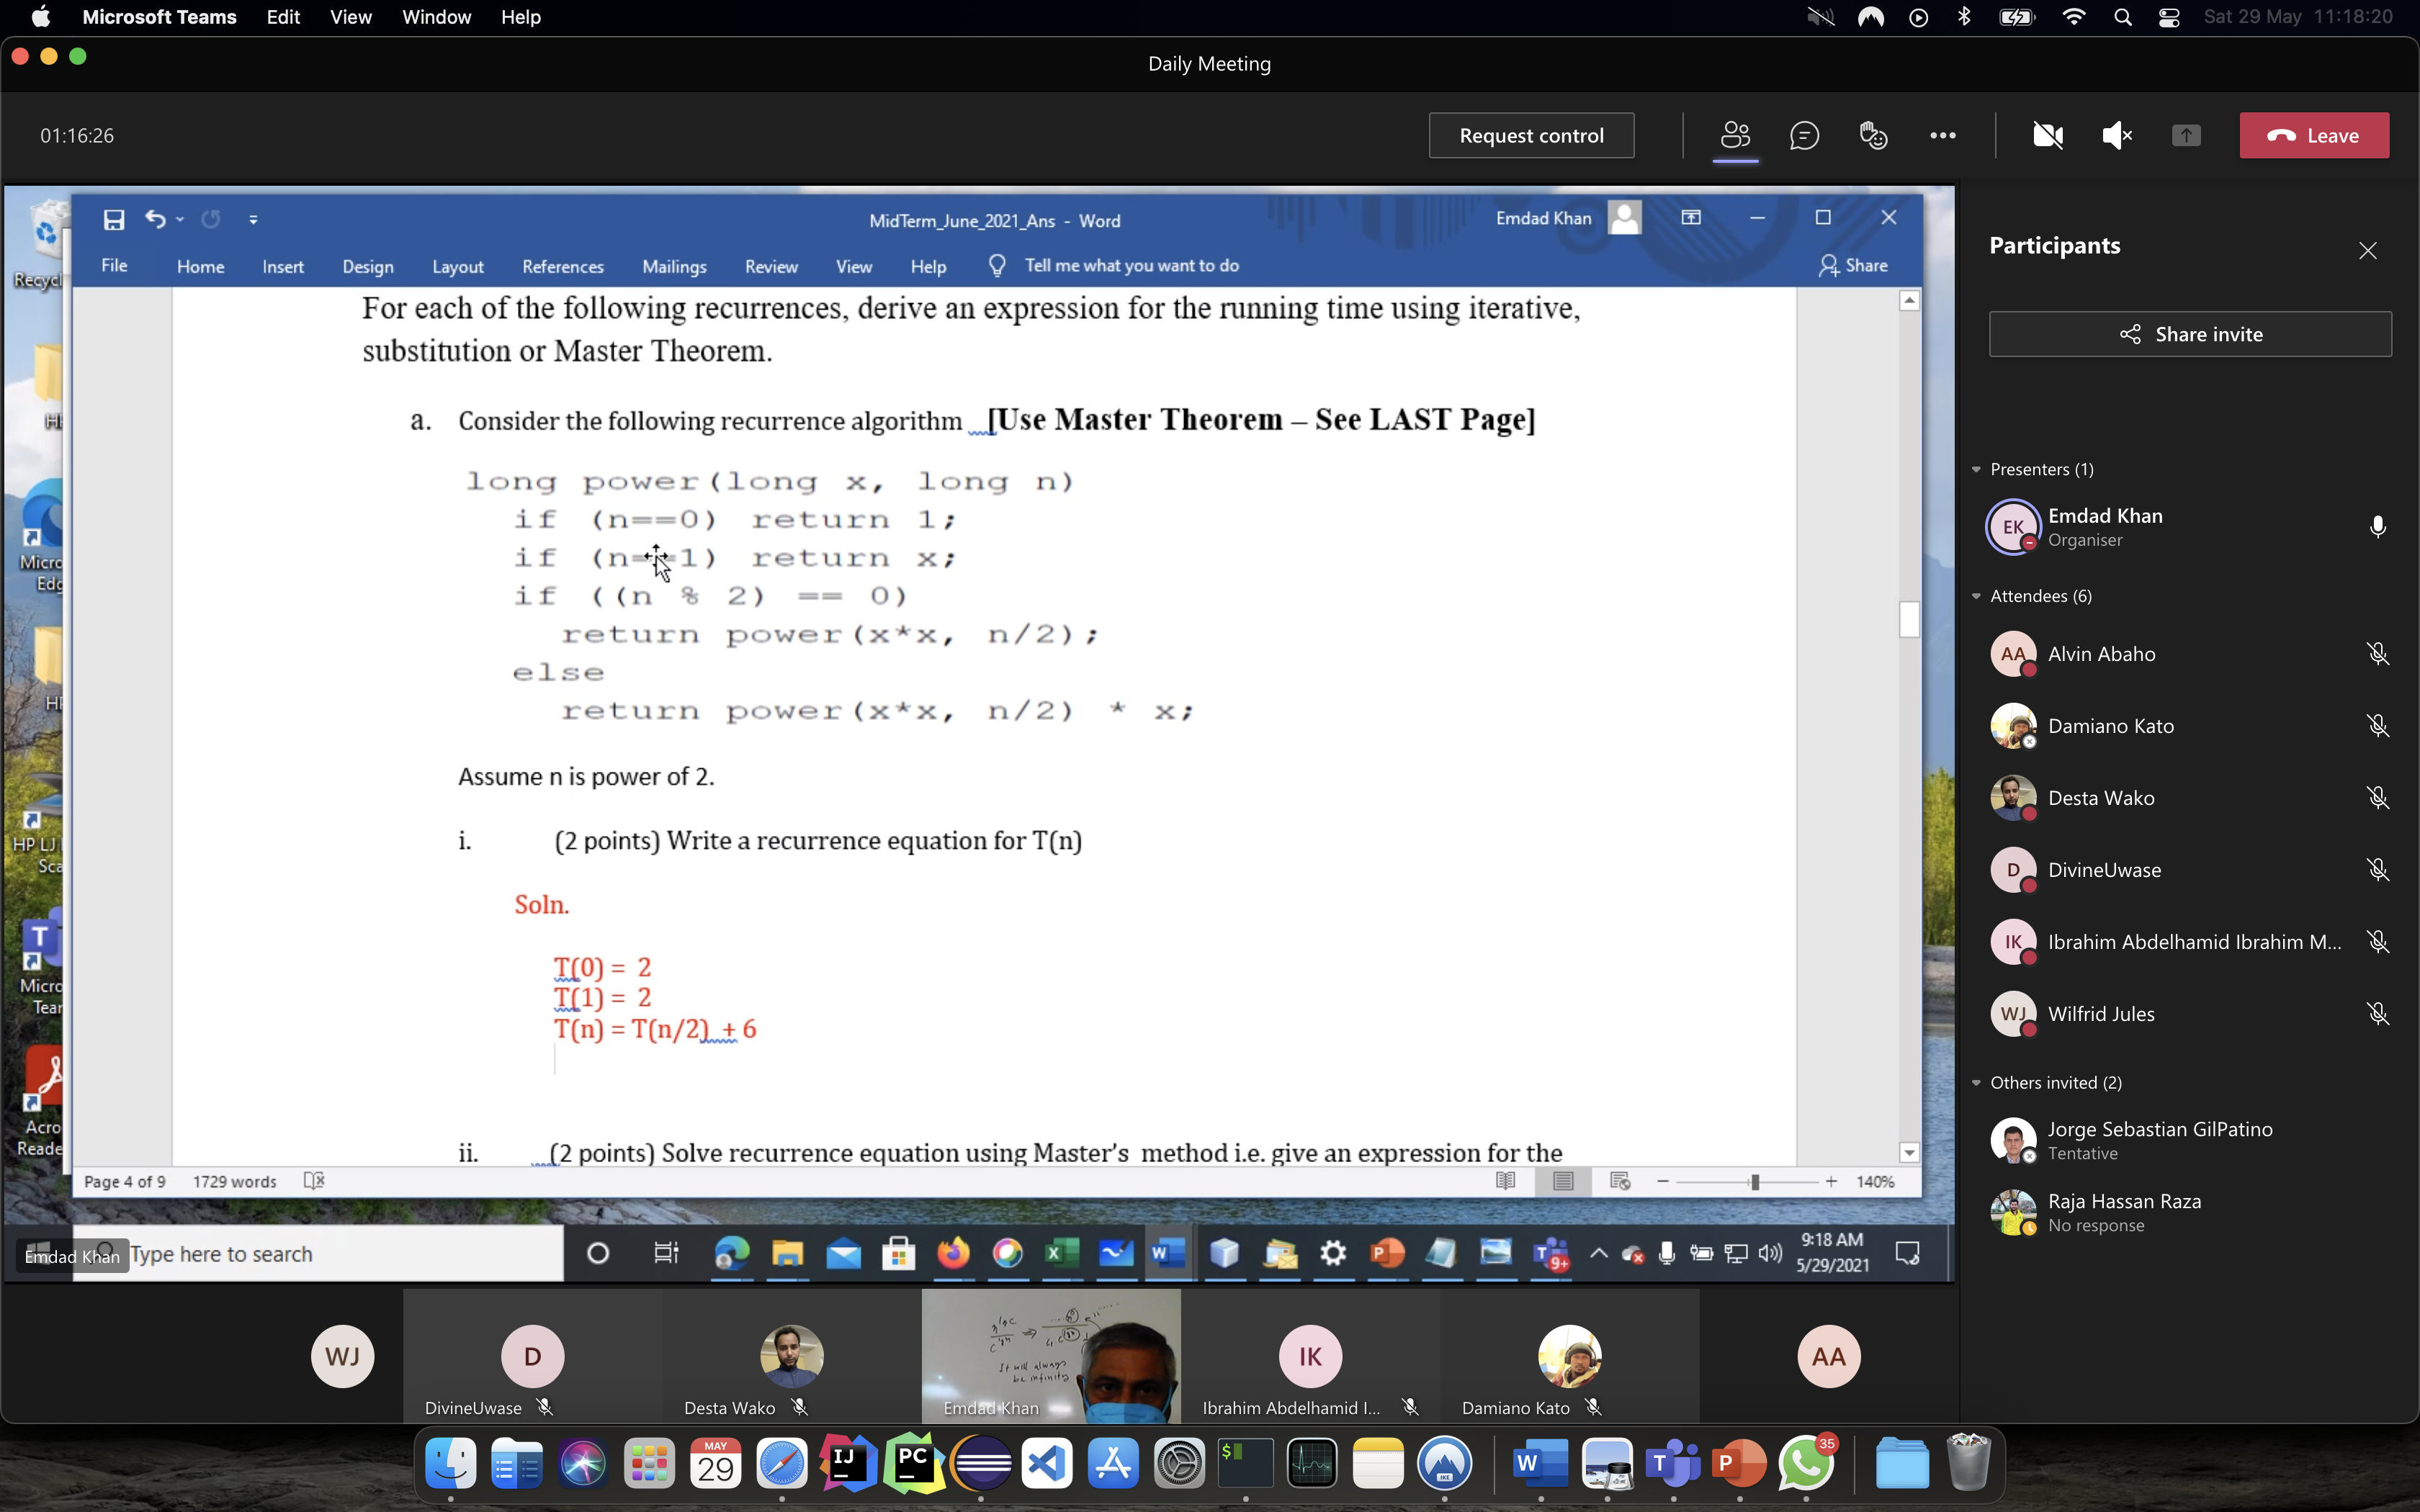 Microsoft Teams Edit View Window Help
Sat 29 May 11:18:20
Daily Meeting
01:16:26
Request control
Leave
MidTerm_June_2021_Ans - Word
Emdad Khan
File Home Insert Design Layout References Mailings Review View Help Tell me what you want to do
Share
For each of the following recurrences, derive an expression for the running time using iterative,
substitution or Master Theorem.
a. Consider the following recurrence algorithm [Use Master Theorem – See LAST Page]
long power(long x, long n)
if (n==0) return 1;
if (n==1) return x;
if ((n % 2) == 0)
return power(x*x, n/2);
else
return power(x*x, n/2) * x;
Assume n is power of 2.
i. (2 points) Write a recurrence equation for T(n)
Soln.
T(0) = 2
T(1) = 2
T(n) = T(n/2) + 6
ii. (2 points) Solve recurrence equation using Master's method i.e. give an expression for the
Page 4 of 9 1729 words
140%
Recycl
HP
HP
Micro
Edg
HP LJ
Sca
Micro
Tear
Acro
Reade
Emdad Khan
Type here to search
9+
9:18 AM
5/29/2021
Participants
Share invite
Presenters (1)
EK
Emdad Khan
Organiser
Attendees (6)
AA
Alvin Abaho
Damiano Kato
Desta Wako
D
DivineUwase
IK
Ibrahim Abdelhamid Ibrahim M...
WJ
Wilfrid Jules
Others invited (2)
Jorge Sebastian GilPatino
Tentative
Raja Hassan Raza
No response
WJ
D
DivineUwase
Desta Wako
It will always
be infinity
Emdad Khan
IK
Ibrahim Abdelhamid I...
Damiano Kato
AA
MAY
29
IJ
PC
W
T
P
35